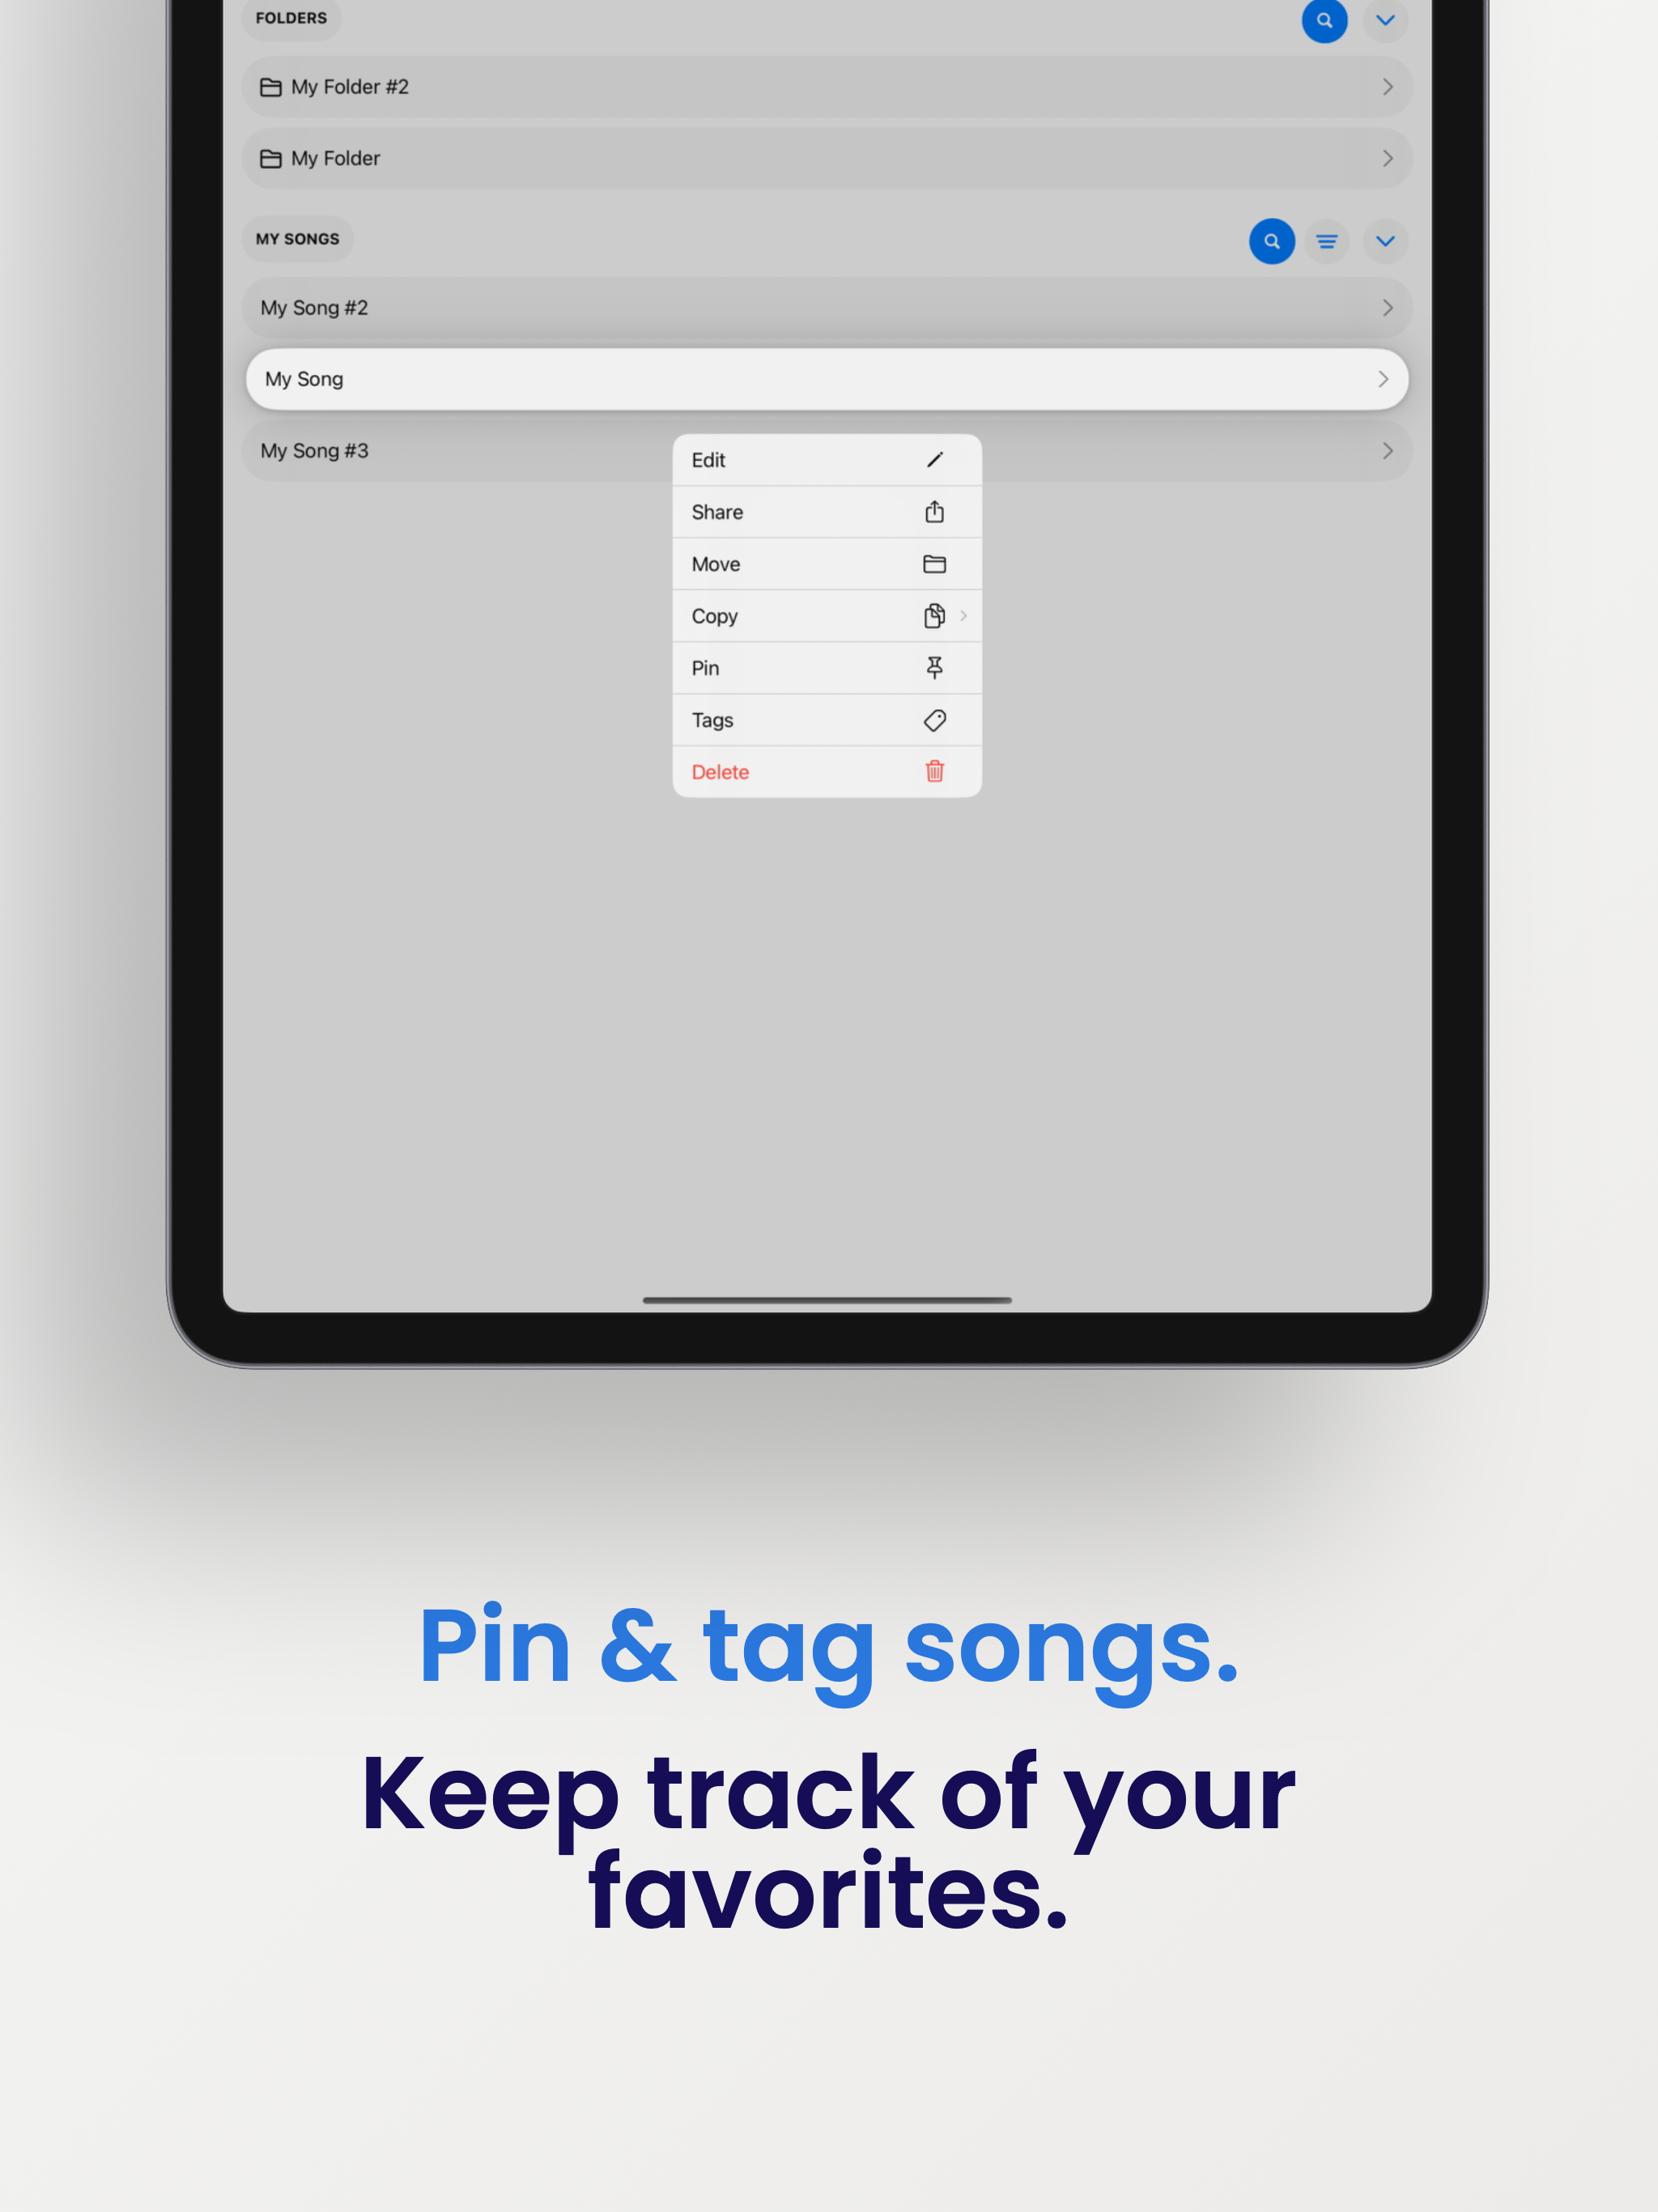 FOLDERS
My Folder #2
My Folder
MY SONGS
My Song #2
My Song
My Song #3
Edit
Share
Move
Copy
Pin
Tags
Delete
Pin & tag songs.
Keep track of your
favorites.